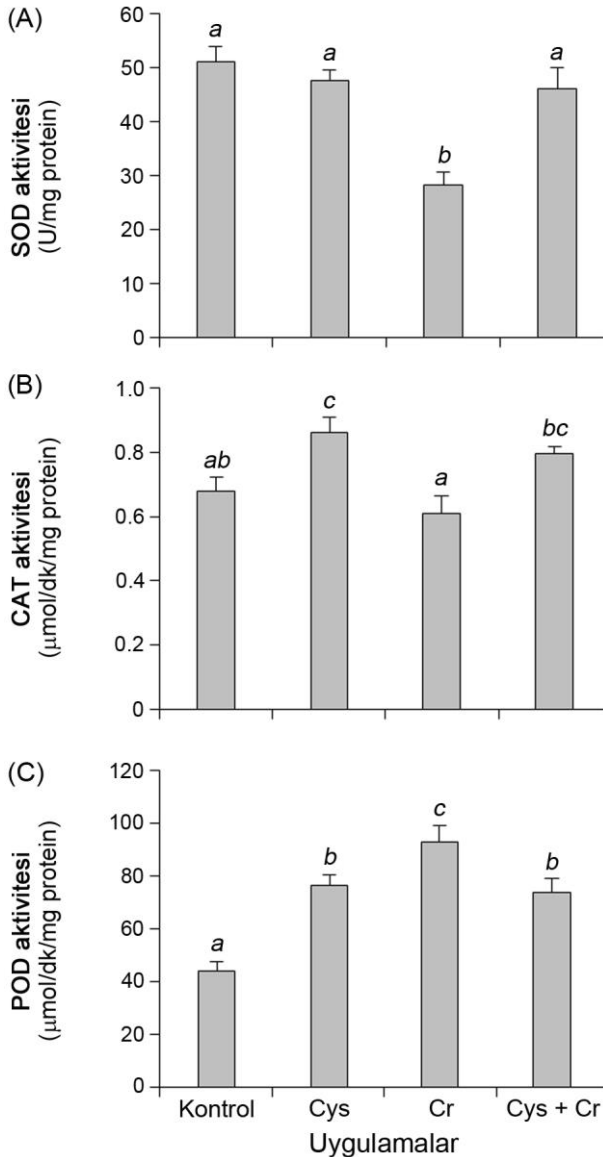 (A)
SOD aktivitesi
(U/mg protein)
60
50
40
30
20
10
0
a
a
b
a
(B)
CAT aktivitesi
(μmol/dk/mg protein)
1.0
0.8
0.6
0.4
0.2
0
ab
c
a
bc
(C)
POD aktivitesi
(μmol/dk/mg protein)
120
100
80
60
40
20
0
a
b
c
b
Kontrol Cys Cr Cys + Cr
Uygulamalar